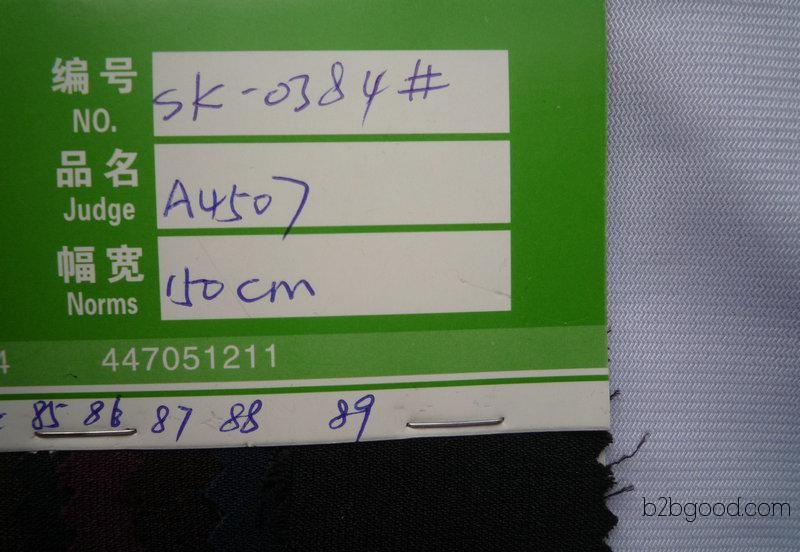 编号 SK-0384#
NO.
品名 A4507
Judge
幅宽 150cm
Norms
4 447051211
85 86 87 88 89
b2bgood.com